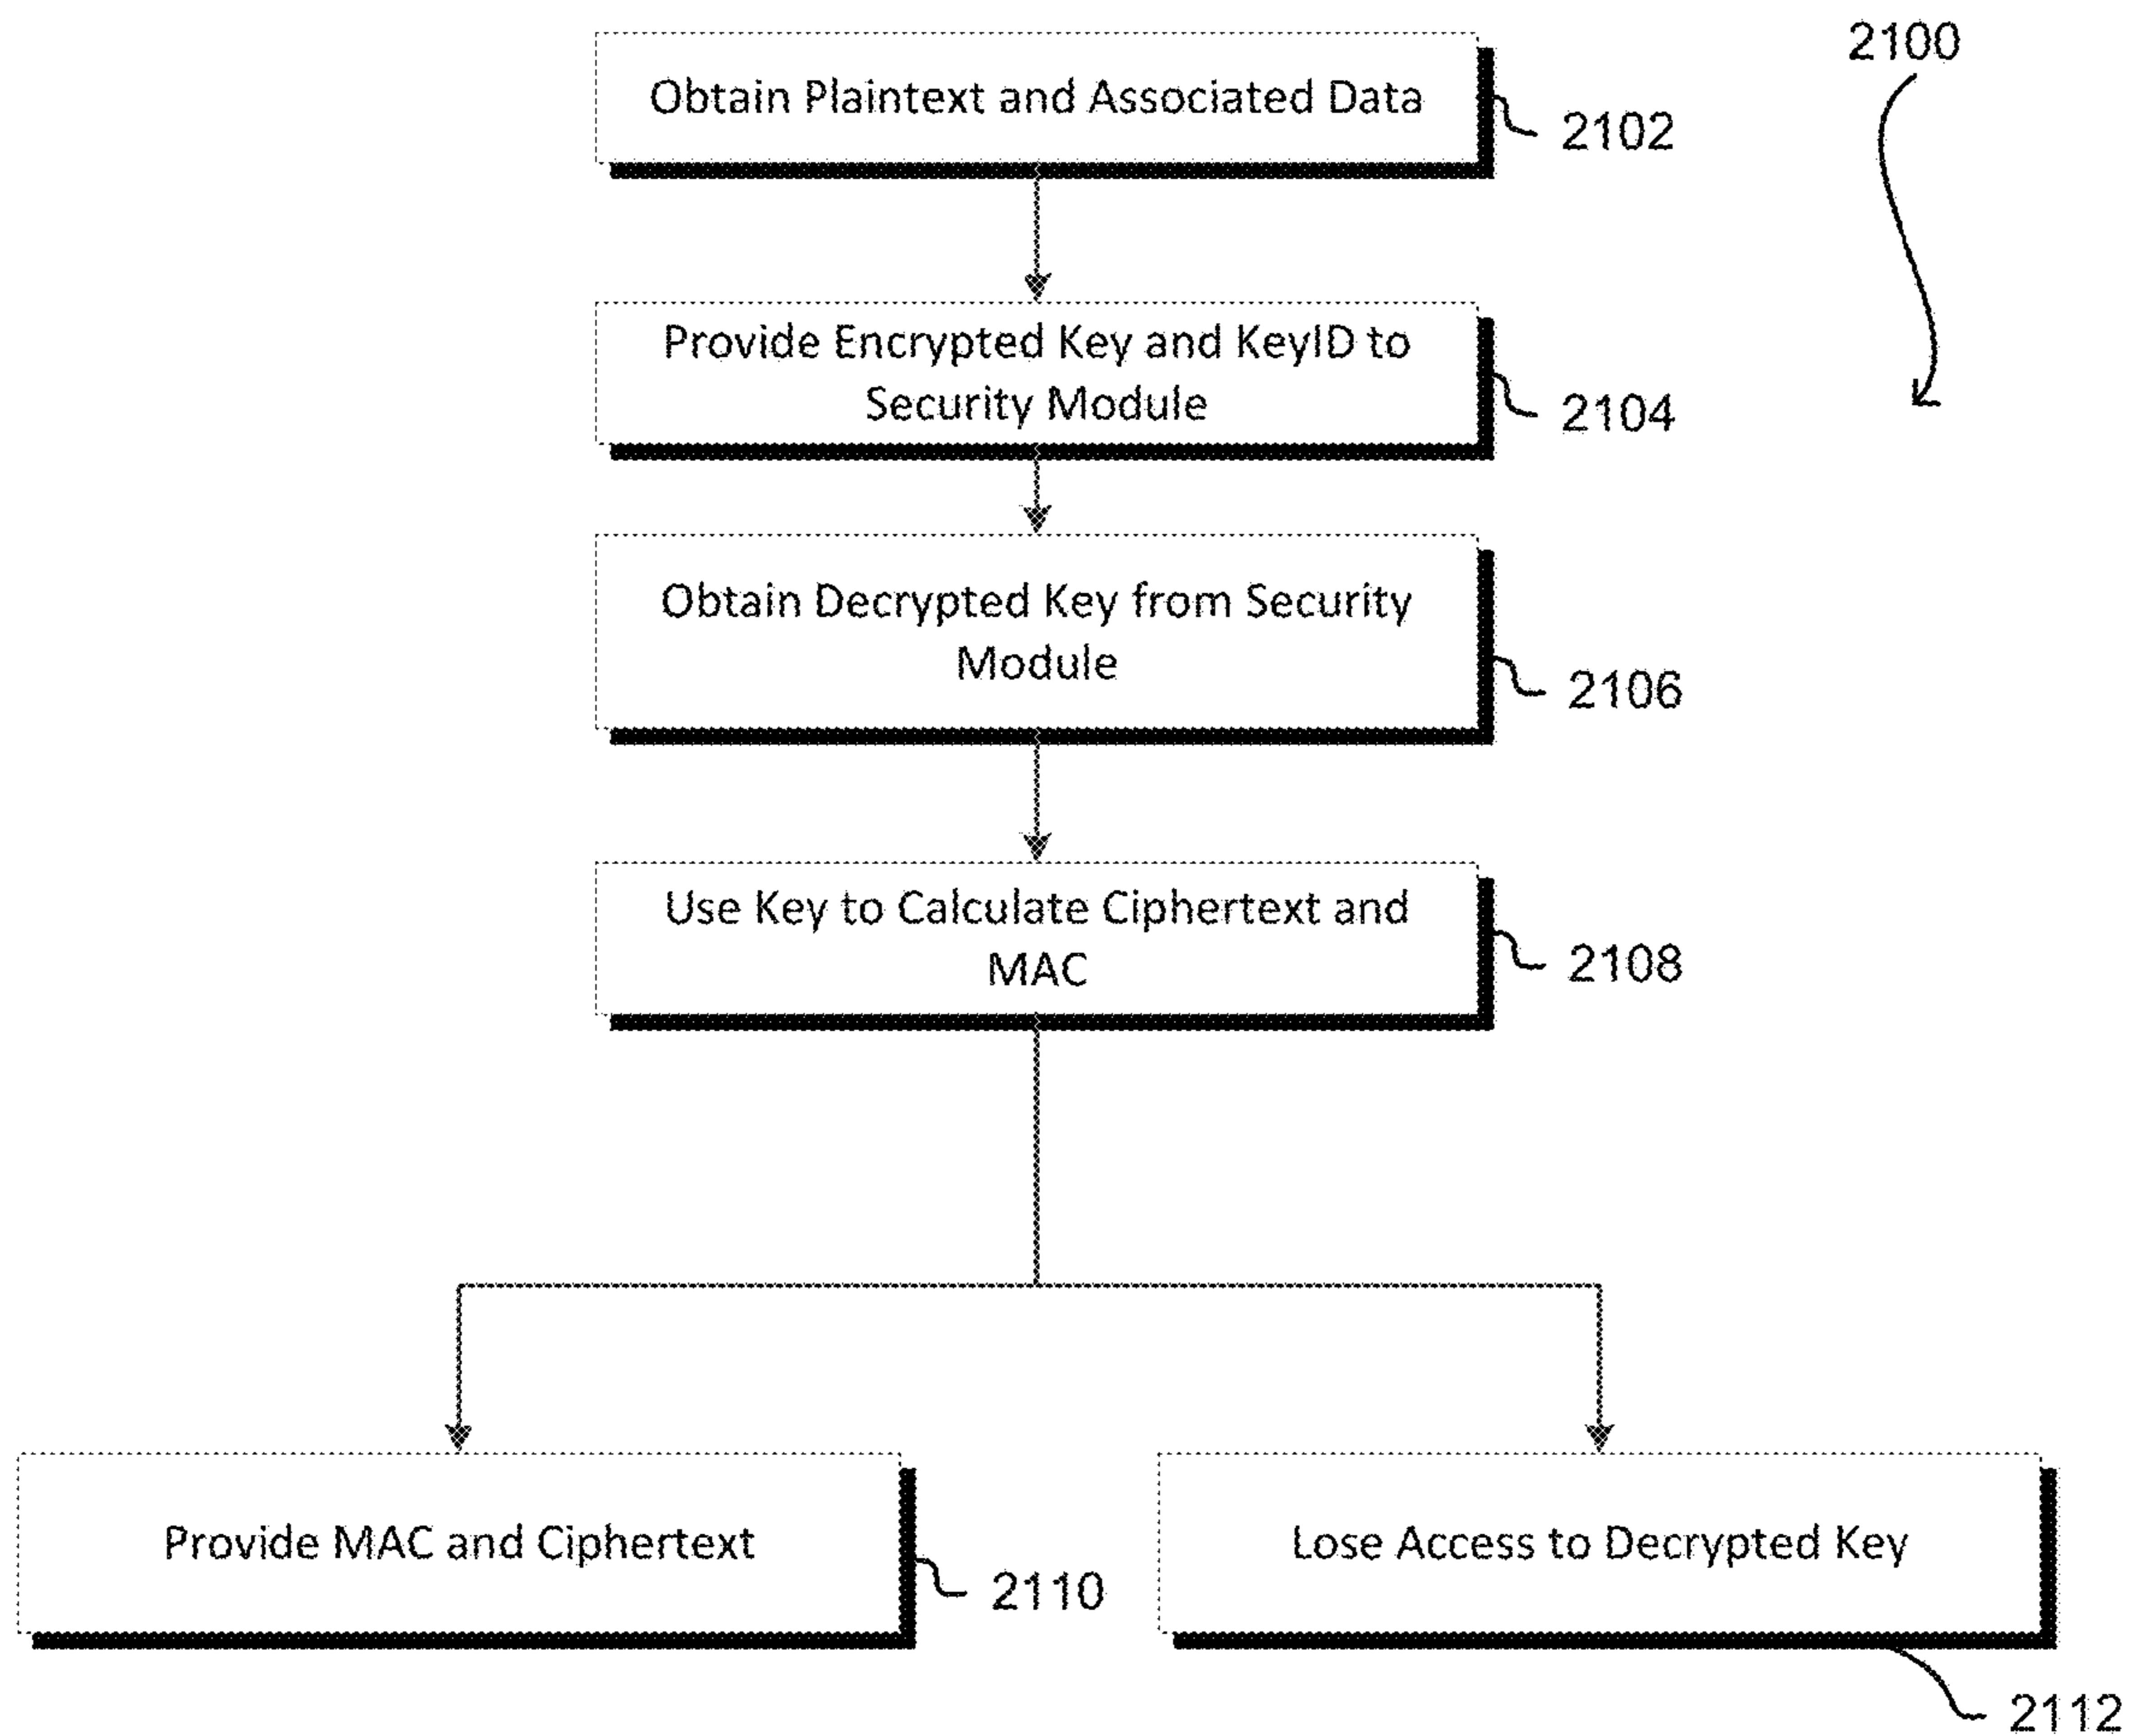 2100
Obtain Plaintext and Associated Data
2102
Provide Encrypted Key and KeyID to
Security Module
2104
Obtain Decrypted Key from Security
Module
2106
Use Key to Calculate Ciphertext and
MAC
2108
Provide MAC and Ciphertext
2110
Lose Access to Decrypted Key
2112